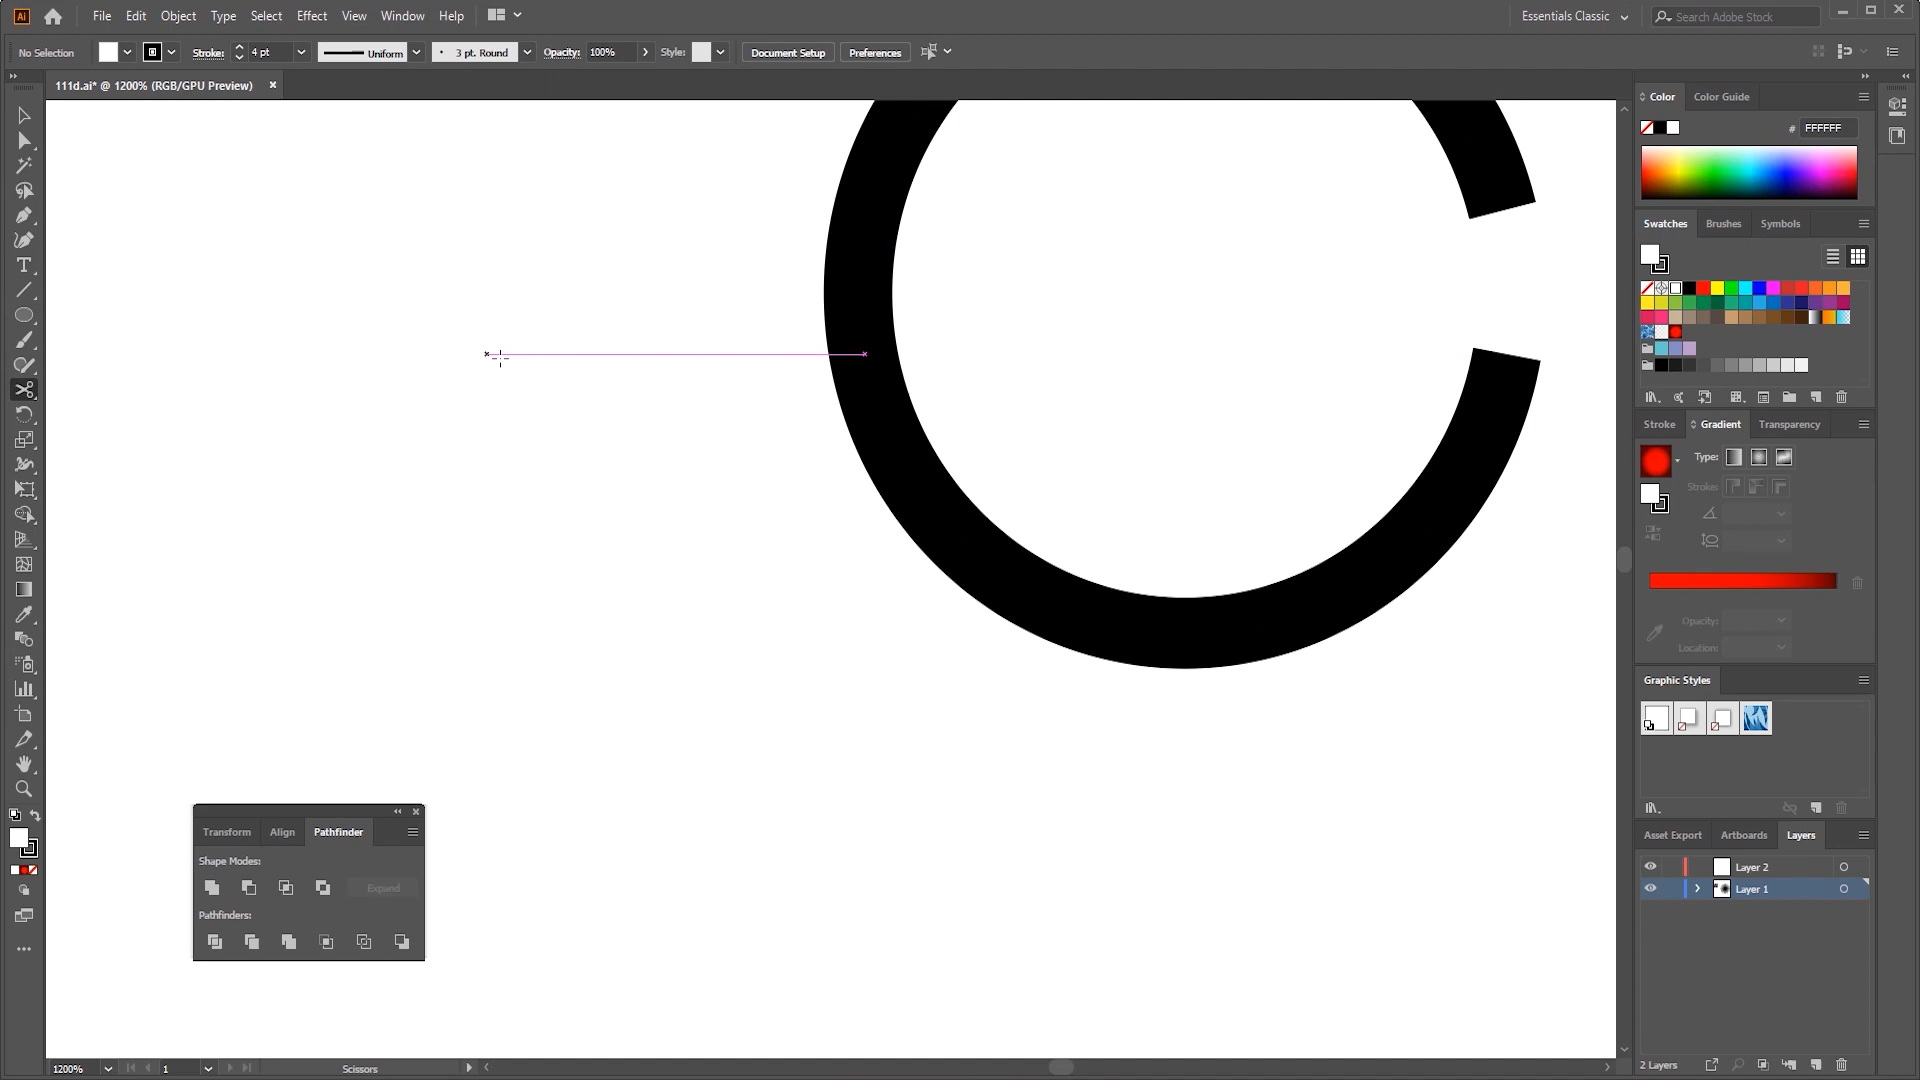 Ai File Edit Object Type Select Effect View Window Help Essentials Classic Search Adobe Stock
No Selection Stroke: 4 pt Uniform 3 pt. Round Opacity: 100% Style: Document Setup Preferences
111d.ai* @ 1200% (RGB/GPU Preview)
Color Color Guide
# FFFFFF
Swatches Brushes Symbols
Stroke Gradient Transparency
Type:
Stroke:
Opacity:
Location:
Graphic Styles
Transform Align Pathfinder
Shape Modes:
Expand
Pathfinders:
Asset Export Artboards Layers
Layer 2
Layer 1
2 Layers
1200% 1 Scissors